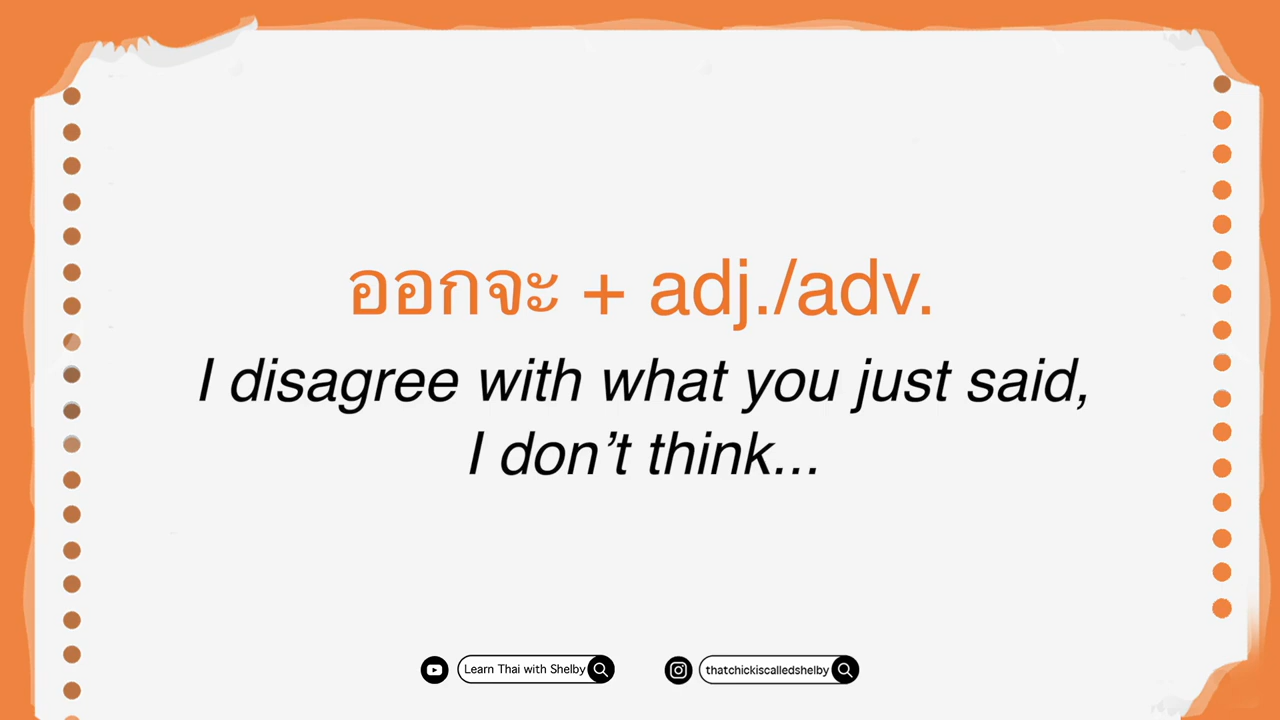 ออกจะ + adj./adv.
I disagree with what you just said,
I don’t think...
Learn Thai with Shelby
thatchickiscalledshelby